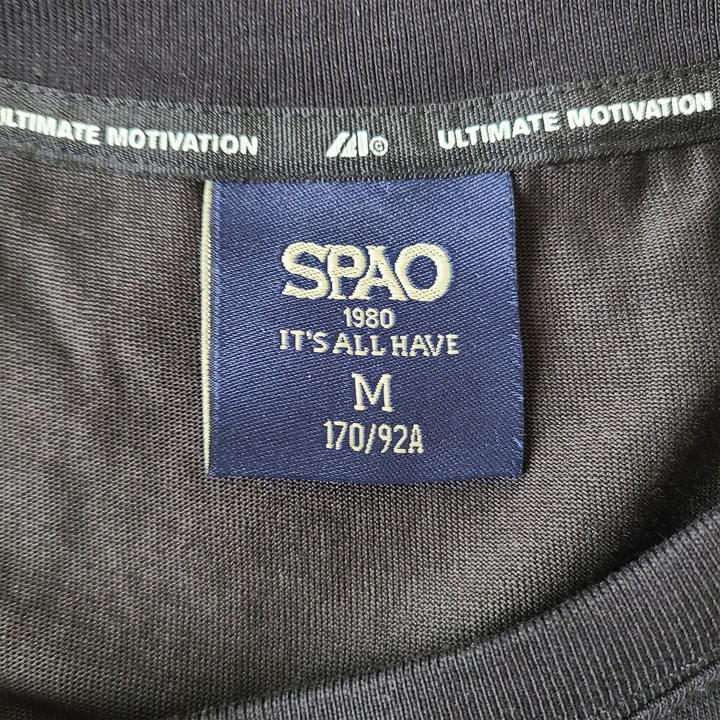 ULTIMATE MOTIVATION
ULTIMATE MOTIVATION
SPAO
1980
IT'S ALL HAVE
M
170/92A